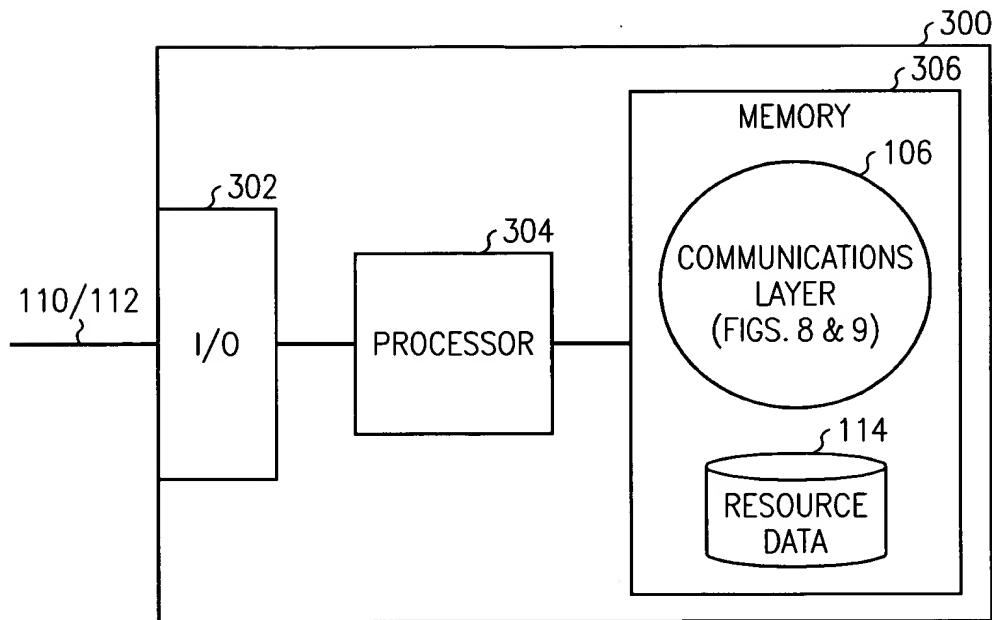 300
306
MEMORY
106
302
304
COMMUNICATIONS
LAYER
(FIGS. 8 & 9)
110/112
I/O
PROCESSOR
114
RESOURCE
DATA